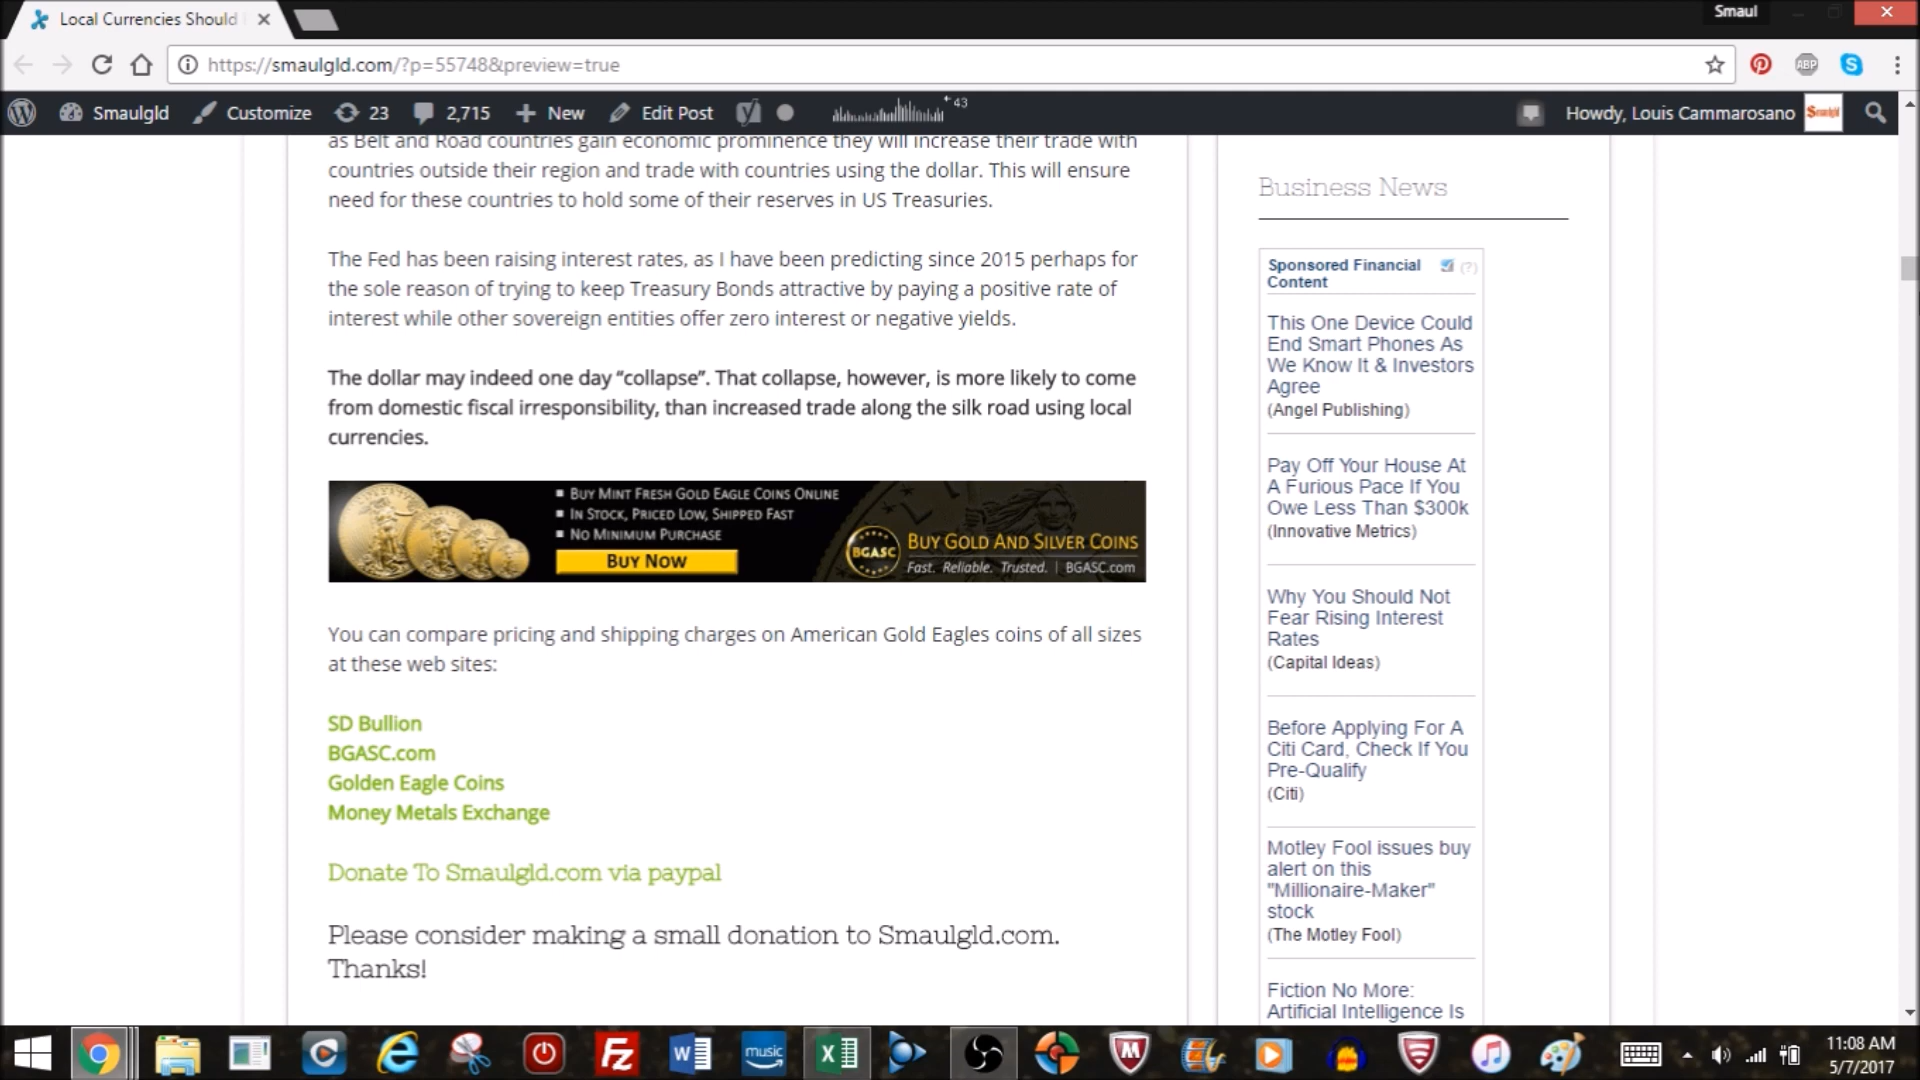 Local Currencies Should
Smaul
https://smaulgld.com/?p=55748&preview=true
Smaulgld Customize 23 2,715 New Edit Post 43 Howdy, Louis Cammarosano
as Belt and Road countries gain economic prominence they will increase their trade with
countries outside their region and trade with countries using the dollar. This will ensure
need for these countries to hold some of their reserves in US Treasuries.
The Fed has been raising interest rates, as I have been predicting since 2015 perhaps for
the sole reason of trying to keep Treasury Bonds attractive by paying a positive rate of
interest while other sovereign entities offer zero interest or negative yields.
The dollar may indeed one day “collapse”. That collapse, however, is more likely to come
from domestic fiscal irresponsibility, than increased trade along the silk road using local
currencies.
BUY MINT FRESH GOLD EAGLE COINS ONLINE
IN STOCK, PRICED LOW, SHIPPED FAST
NO MINIMUM PURCHASE
BUY NOW
BGASC
BUY GOLD AND SILVER COINS
Fast. Reliable. Trusted. | BGASC.com
You can compare pricing and shipping charges on American Gold Eagles coins of all sizes
at these web sites:
SD Bullion
BGASC.com
Golden Eagle Coins
Money Metals Exchange
Donate To Smaulgld.com via paypal
Please consider making a small donation to Smaulgld.com.
Thanks!
Business News
Sponsored Financial
Content
(?)
This One Device Could
End Smart Phones As
We Know It & Investors
Agree
(Angel Publishing)
Pay Off Your House At
A Furious Pace If You
Owe Less Than $300k
(Innovative Metrics)
Why You Should Not
Fear Rising Interest
Rates
(Capital Ideas)
Before Applying For A
Citi Card, Check If You
Pre-Qualify
(Citi)
Motley Fool issues buy
alert on this
"Millionaire-Maker"
stock
(The Motley Fool)
Fiction No More:
Artificial Intelligence Is
music
11:08 AM
5/7/2017